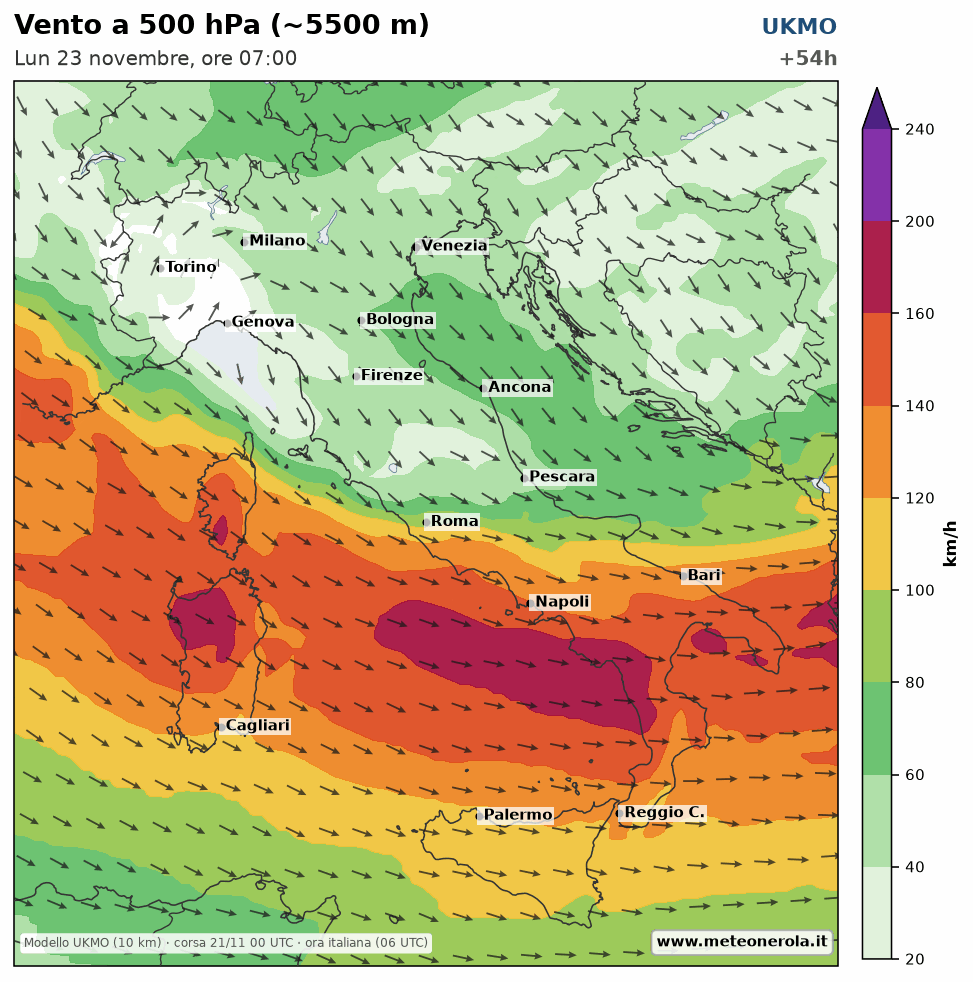 Vento a 500 hPa (~5500 m)
UKMO
Lun 23 novembre, ore 07:00
+54h
Milano
Venezia
Torino
Genova
Bologna
Firenze
Ancona
Pescara
Roma
Bari
Napoli
Cagliari
Palermo
Reggio C.
240
200
160
140
120
100
80
60
40
20
km/h
Modello UKMO (10 km) · corsa 21/11 00 UTC · ora italiana (06 UTC)
www.meteonerola.it